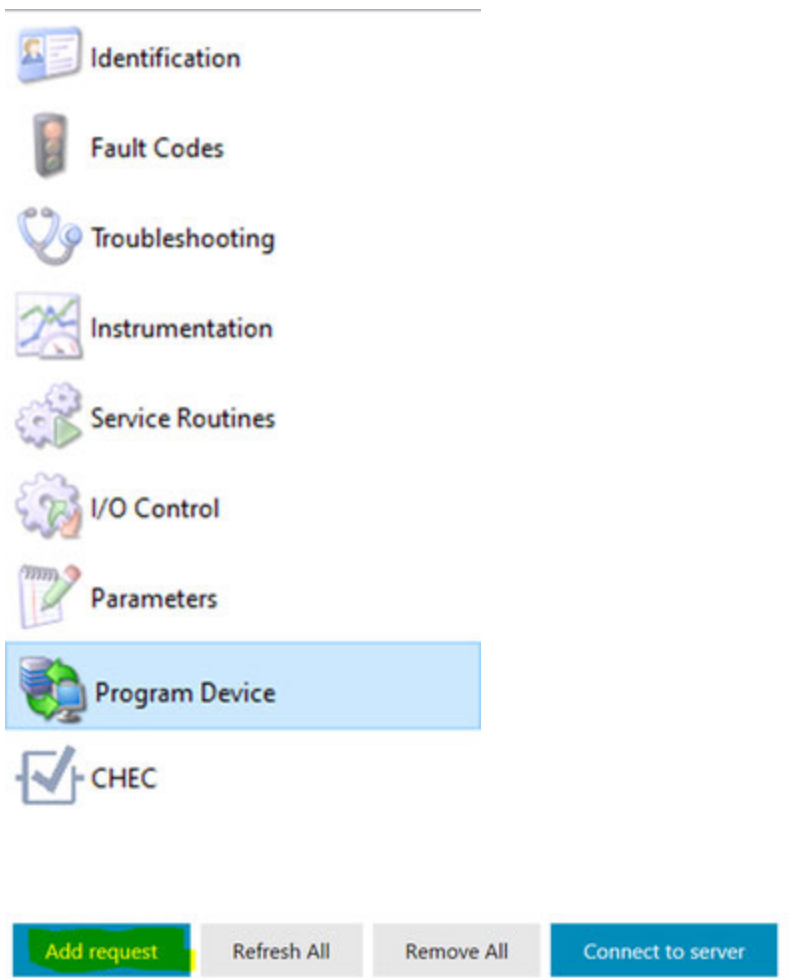 Identification
Fault Codes
Troubleshooting
Instrumentation
Service Routines
I/O Control
Parameters
Program Device
CHEC
Add request Refresh All Remove All Connect to server